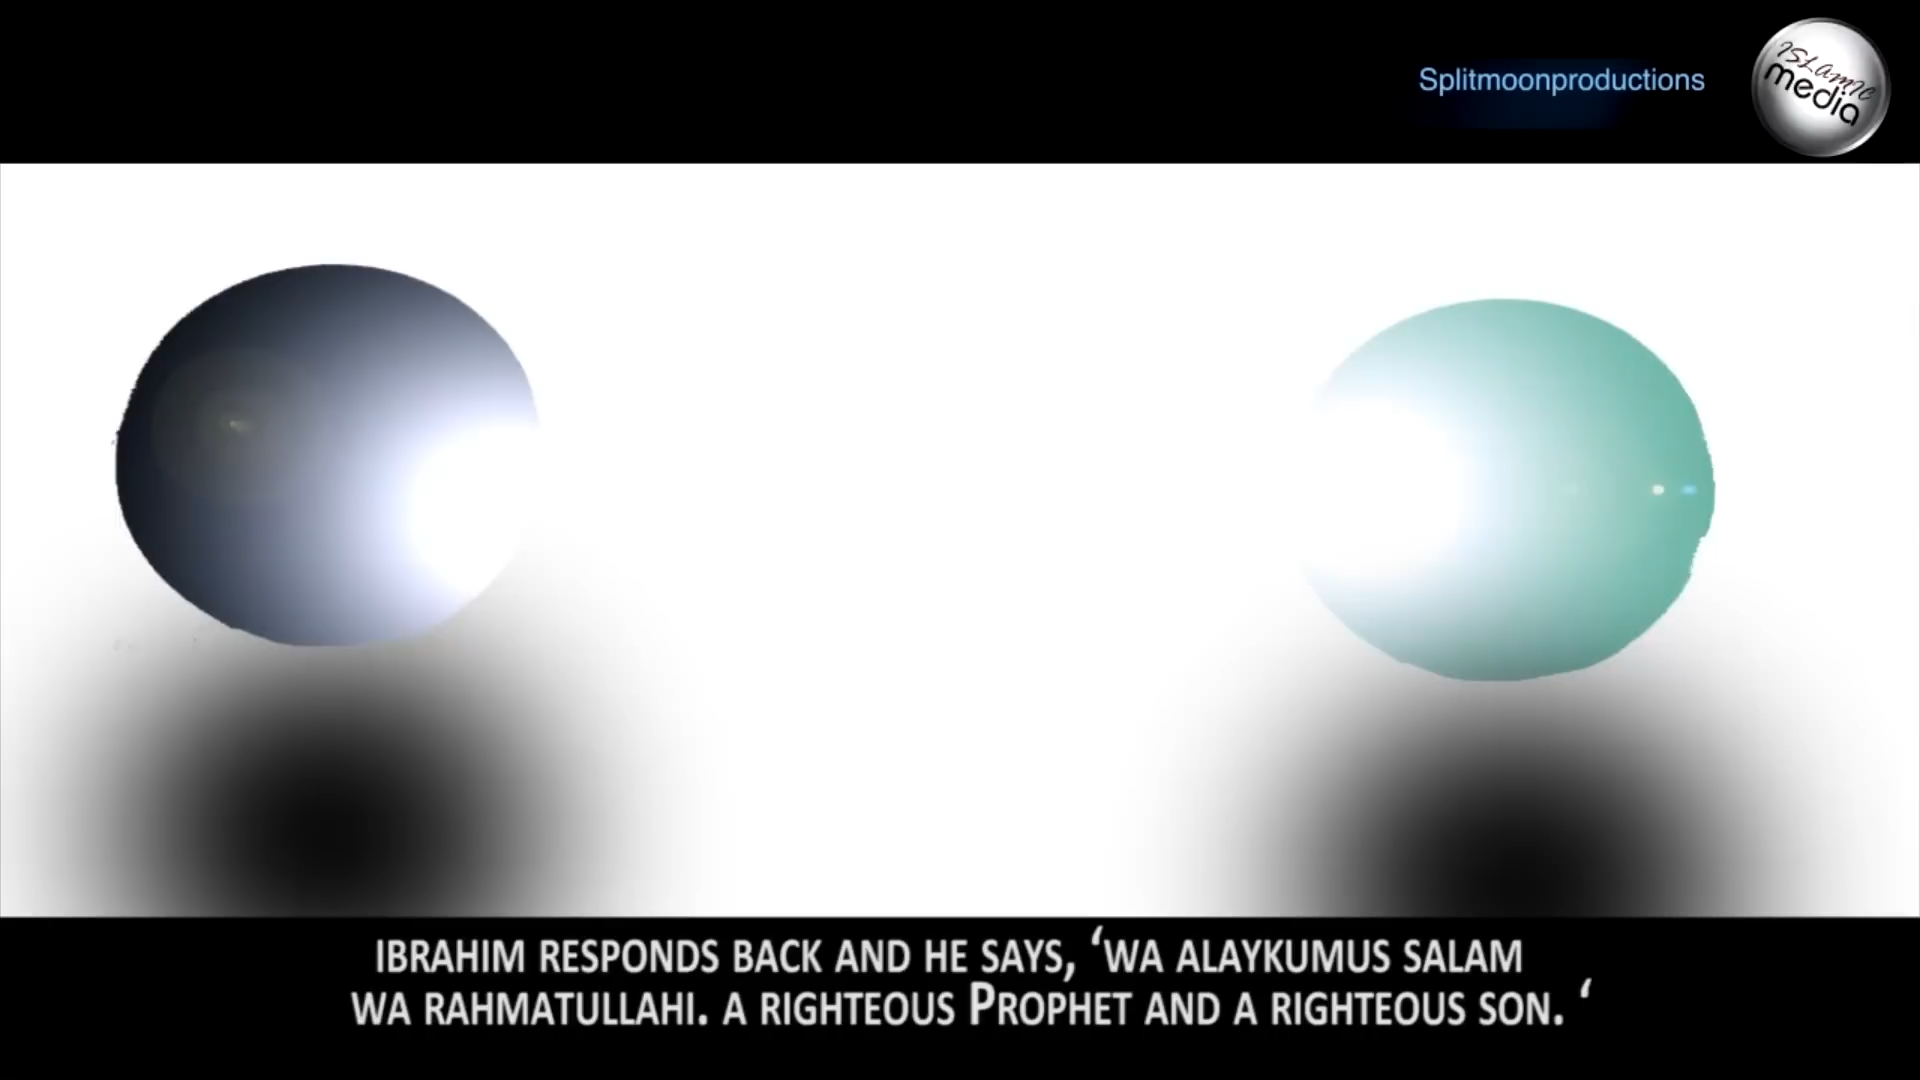 Splitmoonproductions
ISLAMIC
media
IBRAHIM RESPONDS BACK AND HE SAYS, ‘WA ALAYKUMUS SALAM
WA RAHMATULLAHI. A RIGHTEOUS PROPHET AND A RIGHTEOUS SON. ‘